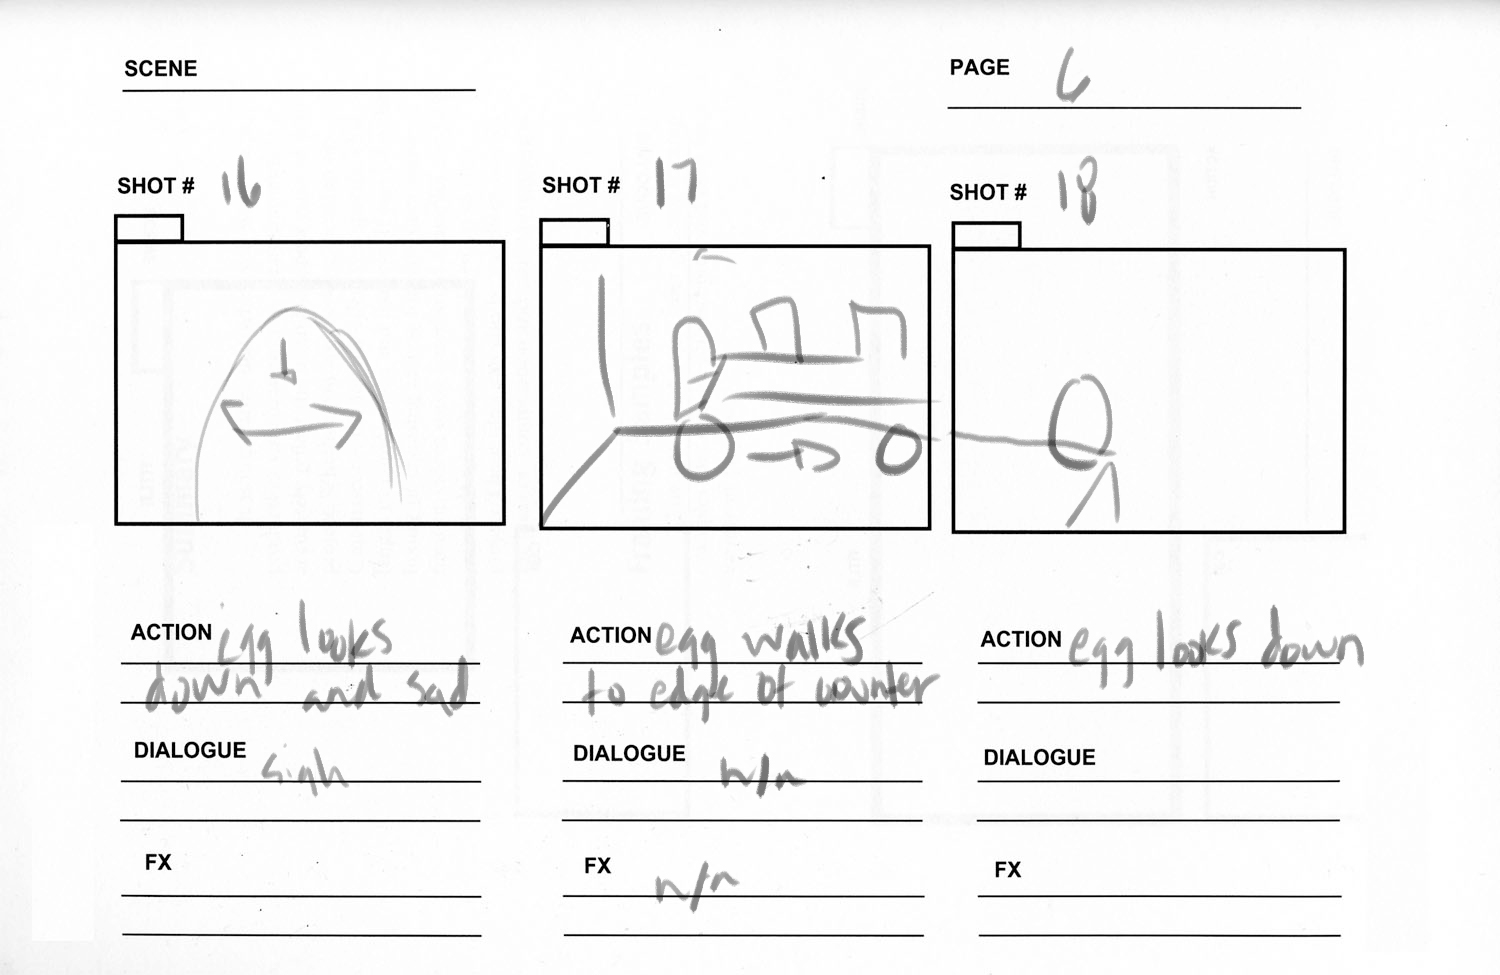 SCENE
PAGE 6
SHOT # 16
SHOT # 17
SHOT # 18
ACTION egg looks
down and sad
ACTION egg walks
to edge of counter
ACTION egg looks down
DIALOGUE sigh
DIALOGUE n/a
DIALOGUE
FX
FX n/a
FX